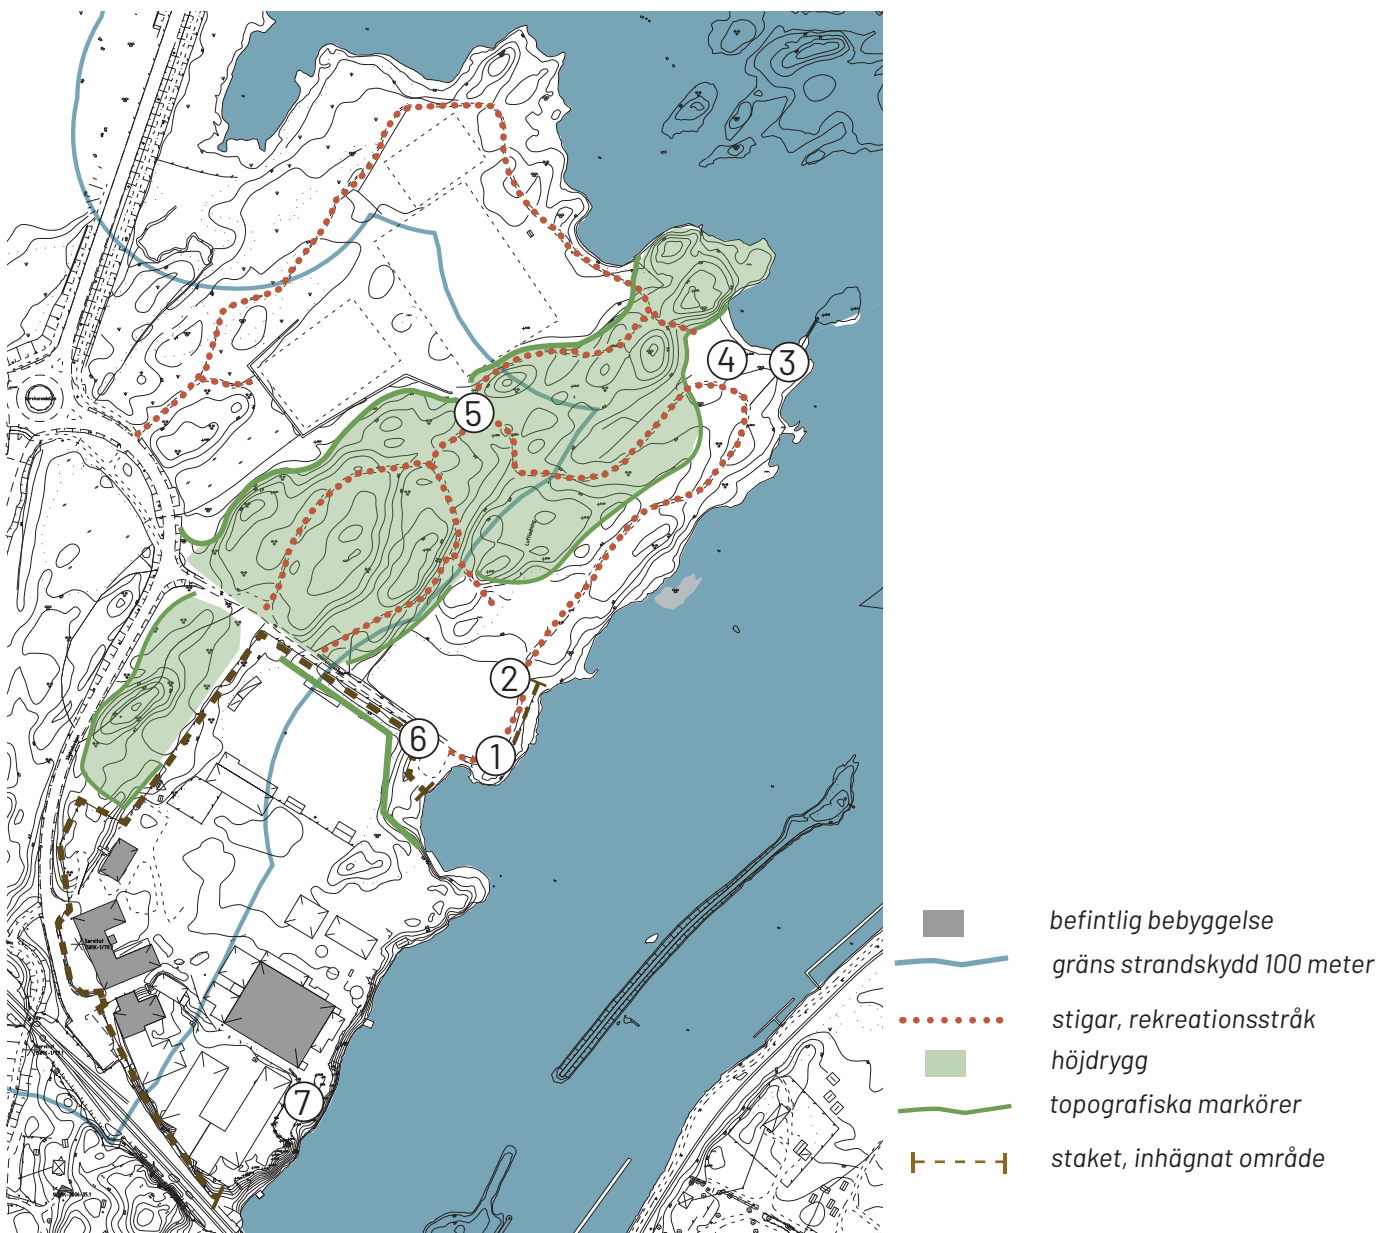 4
3
5
2
6
1
7
Servitut
befintlig bebyggelse
gräns strandskydd 100 meter
stigar, rekreationsstråk
höjdrygg
topografiska markörer
staket, inhägnat område